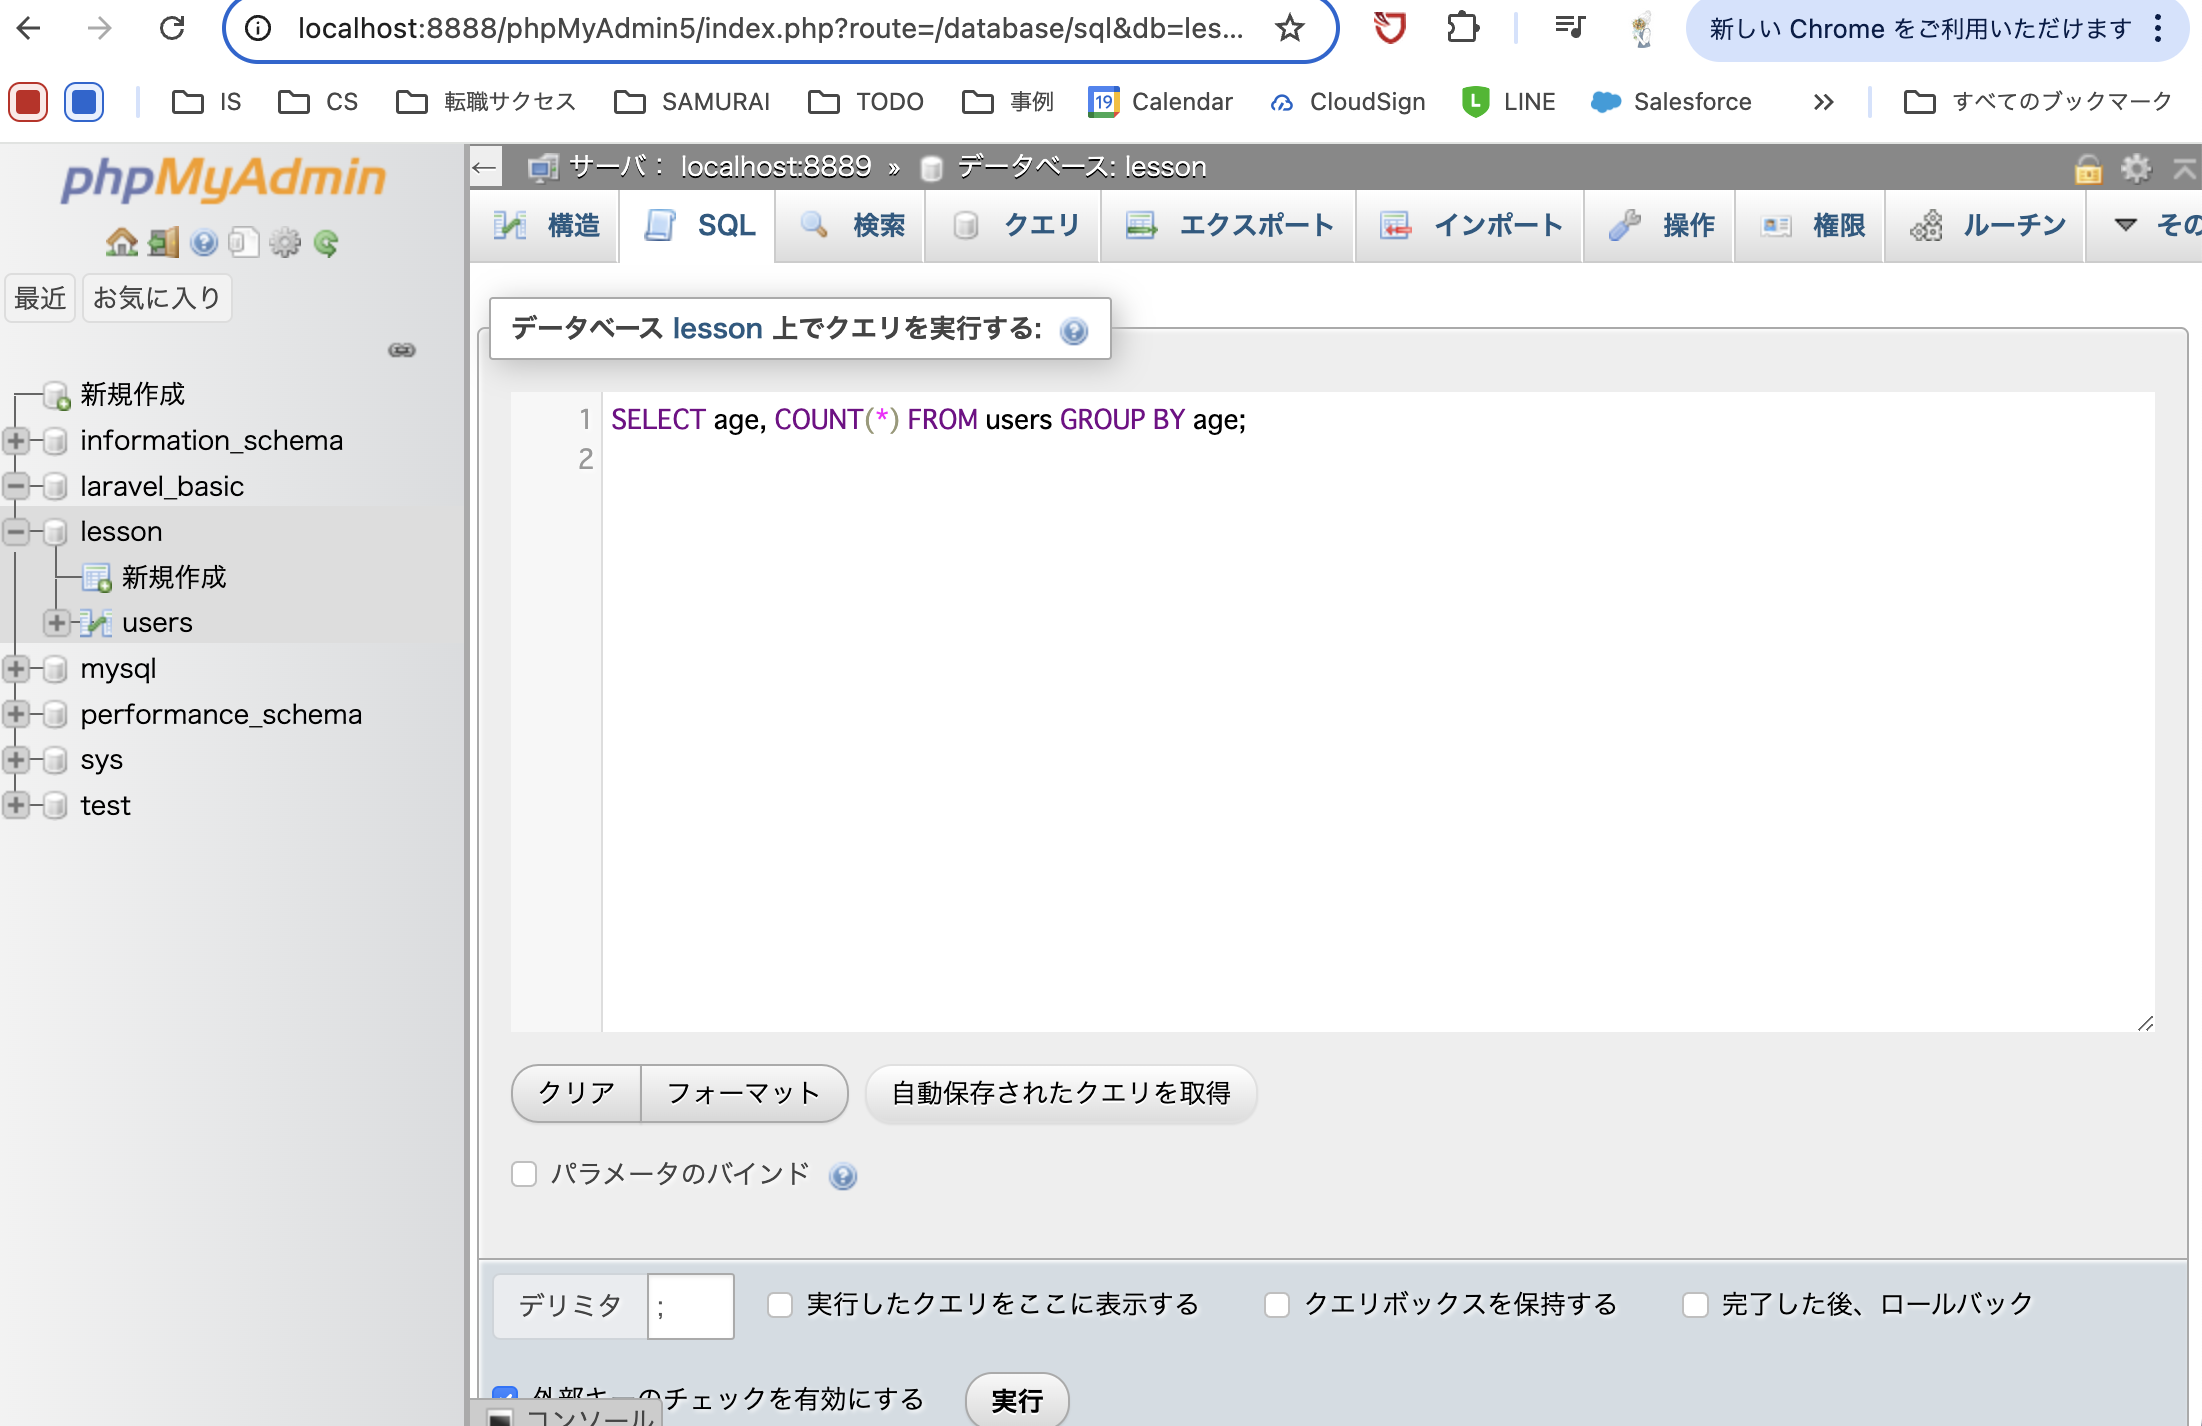 localhost:8888/phpMyAdmin5/index.php?route=/database/sql&db=les...
新しい Chrome をご利用いただけます
IS
CS
転職サクセス
SAMURAI
TODO
事例
19
Calendar
CloudSign
L
LINE
Salesforce
すべてのブックマーク
phpMyAdmin
最近
お気に入り
新規作成
information_schema
laravel_basic
lesson
新規作成
users
mysql
performance_schema
sys
test
サーバ： localhost:8889 » データベース: lesson
構造
SQL
検索
クエリ
エクスポート
インポート
操作
権限
ルーチン
その
データベース lesson 上でクエリを実行する:
1 SELECT age, COUNT(*) FROM users GROUP BY age;
2
クリア
フォーマット
自動保存されたクエリを取得
パラメータのバインド
デリミタ ;
実行したクエリをここに表示する
クエリボックスを保持する
完了した後、ロールバック
外部キーのチェックを有効にする
実行
コンソール